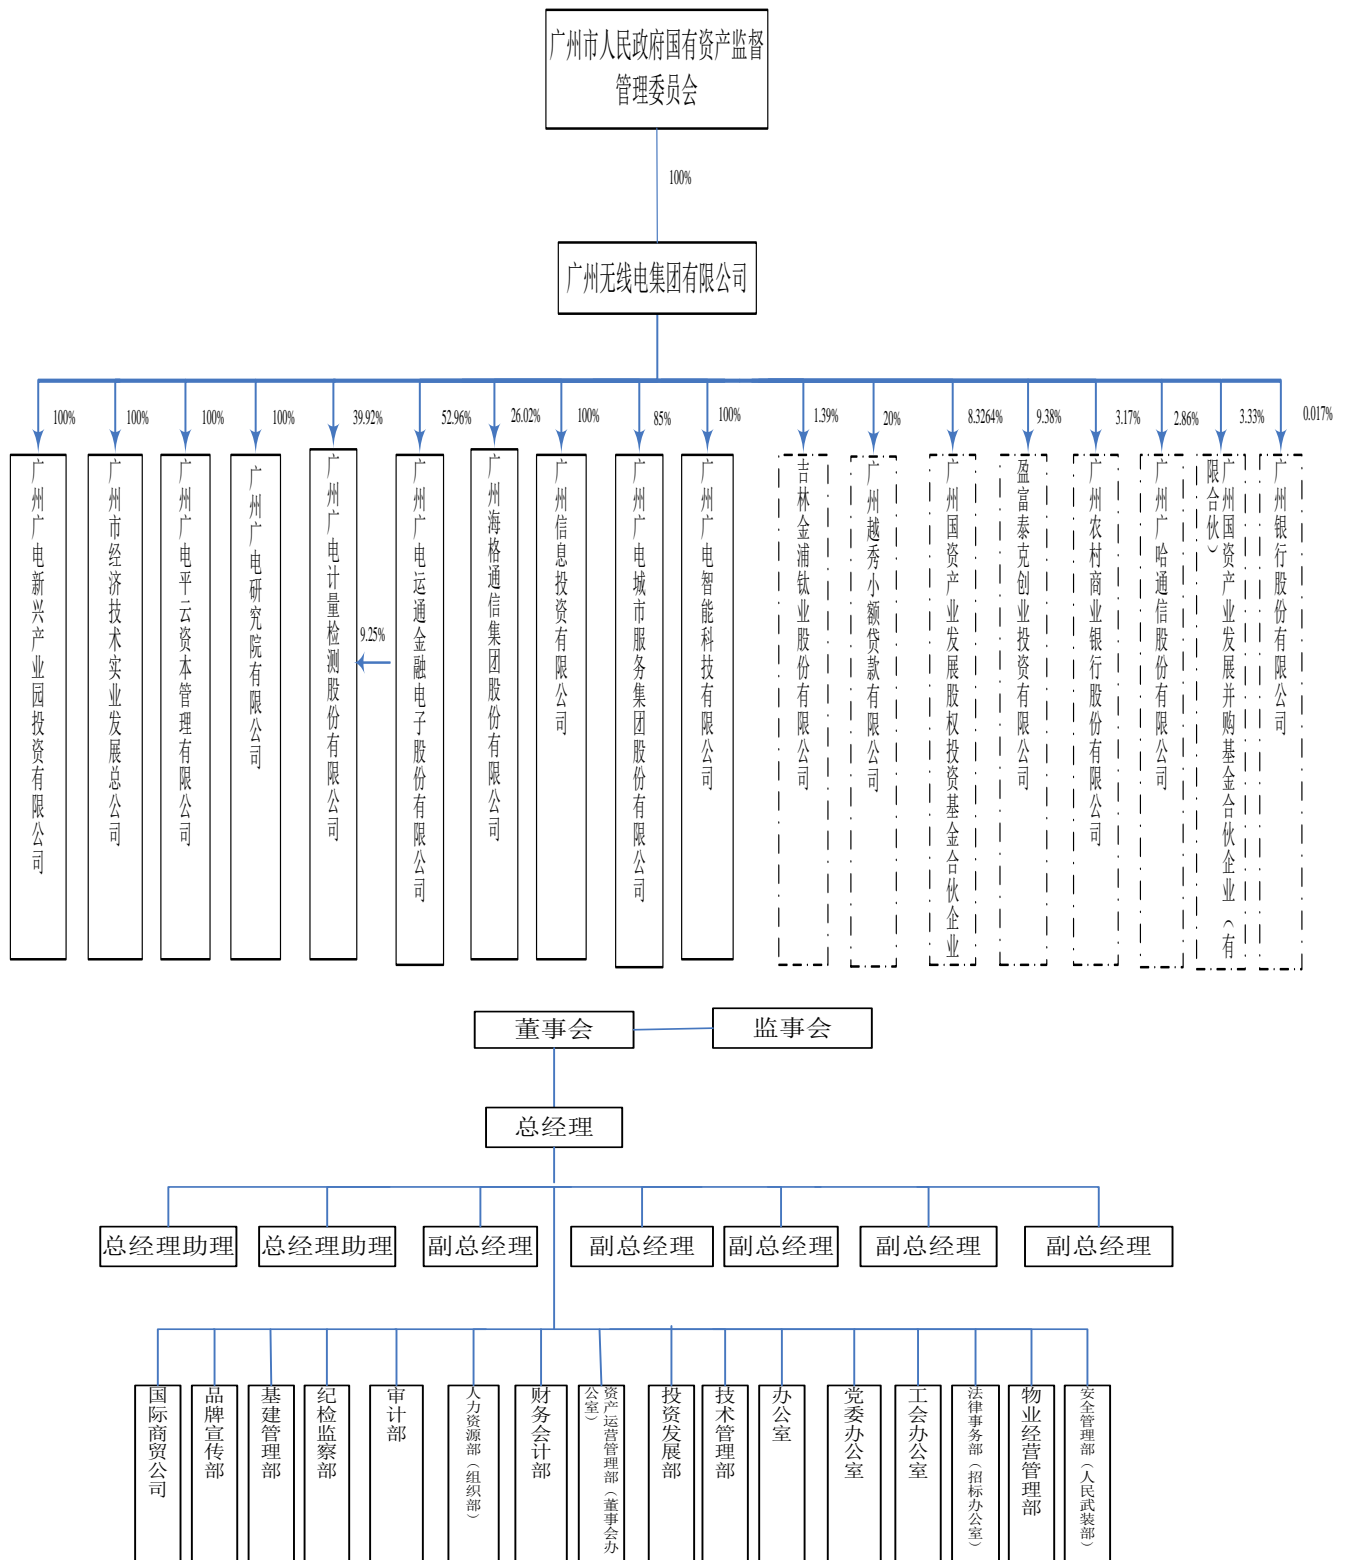 广州市人民政府国有资产监督
管理委员会
100%
广州无线电集团有限公司
100%
100%
100%
100%
39.92%
52.96%
26.02%
100%
85%
100%
1.39%
20%
8.3264%
9.38%
3.17%
2.86%
3.33%
0.017%
广州广电新兴产业园投资有限公司
广州市经济技术实业发展总公司
广州广电平云资本管理有限公司
广州广电研究院有限公司
广州广电计量检测股份有限公司
9.25%
广州广电运通金融电子股份有限公司
广州海格通信集团股份有限公司
广州信息投资有限公司
广州广电城市服务集团股份有限公司
广州广电智能科技有限公司
吉林金浦钛业股份有限公司
广州越秀小额贷款有限公司
广州国资产业发展股权投资基金合伙企业
盈富泰克创业投资有限公司
广州农村商业银行股份有限公司
广州广哈通信股份有限公司
广州国资产业发展并购基金合伙企业（有
限合伙）
广州银行股份有限公司
董事会
监事会
总经理
总经理助理
总经理助理
副总经理
副总经理
副总经理
副总经理
副总经理
国际商贸公司
品牌宣传部
基建管理部
纪检监察部
审计部
人力资源部（组织部）
财务会计部
资产运营管理部（董事会办
公室）
投资发展部
技术管理部
办公室
党委办公室
工会办公室
法律事务部（招标办公室）
物业经营管理部
安全管理部（人民武装部）